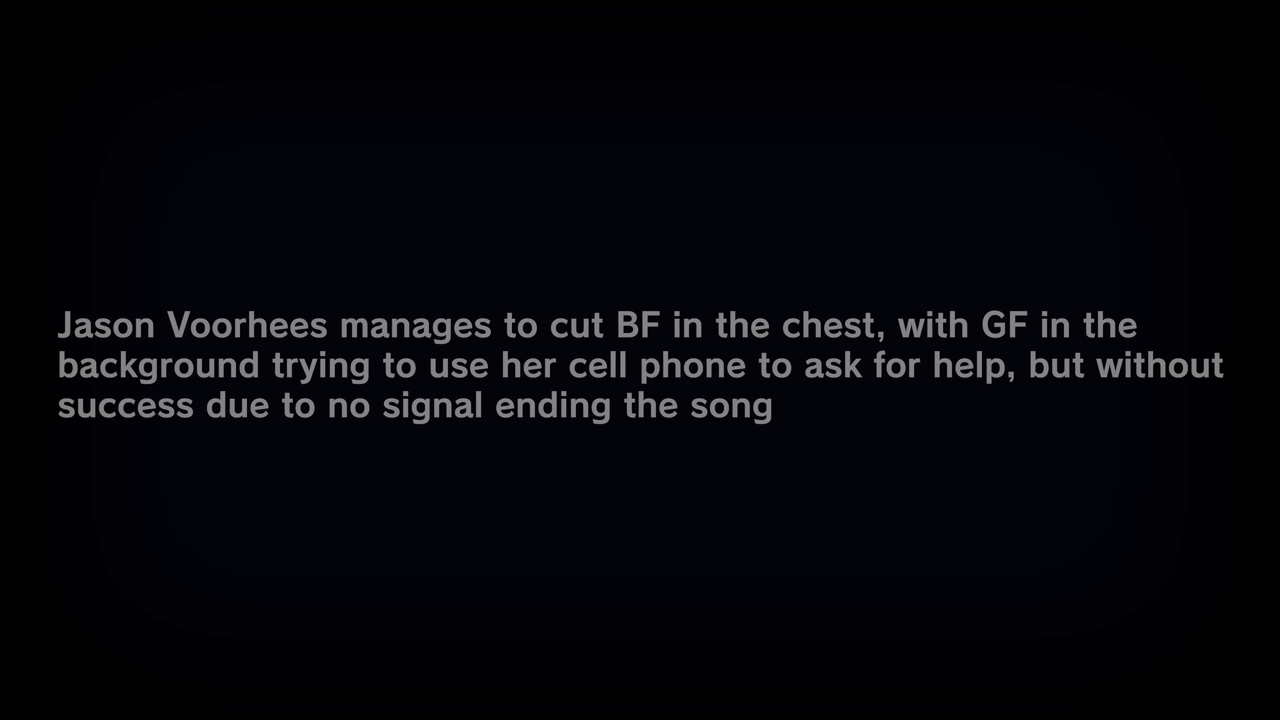 Jason Voorhees manages to cut BF in the chest, with GF in the
background trying to use her cell phone to ask for help, but without
success due to no signal ending the song